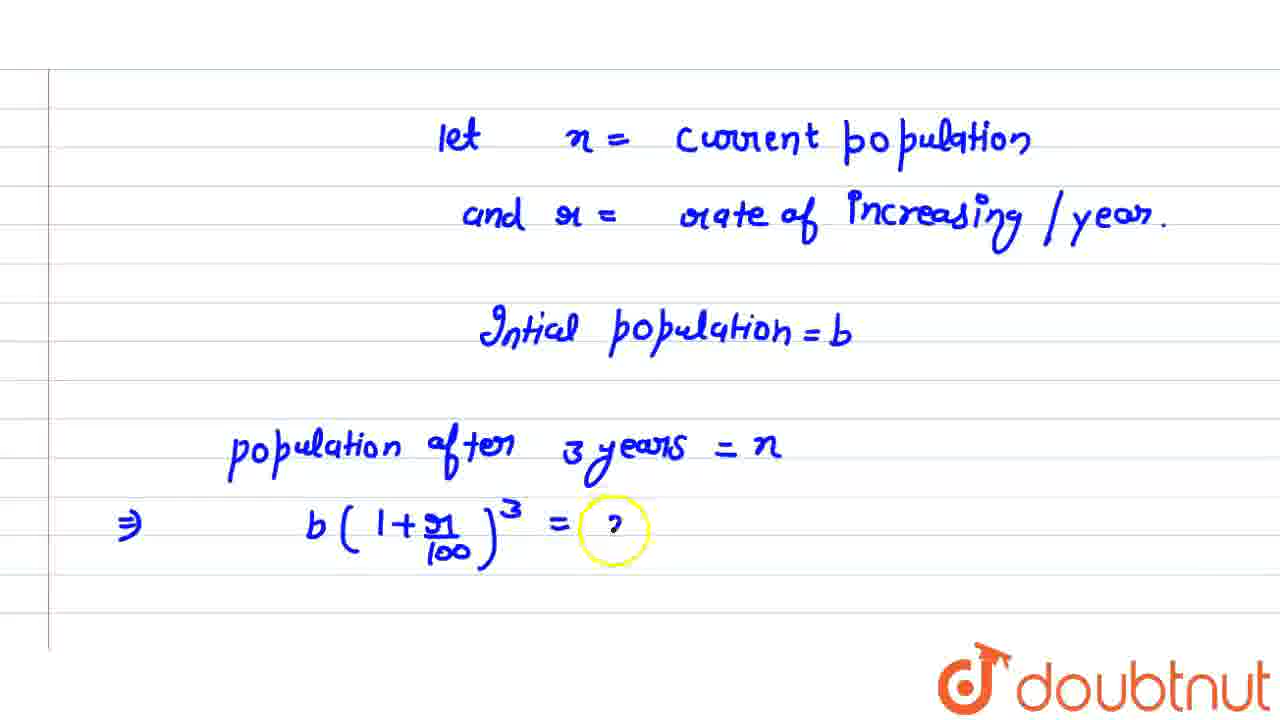 let x = current population
and r = rate of increasing / year.
Intial population = b
population after 3 years = x
⇒ b (1 + r/100)^3 =
doubtnut